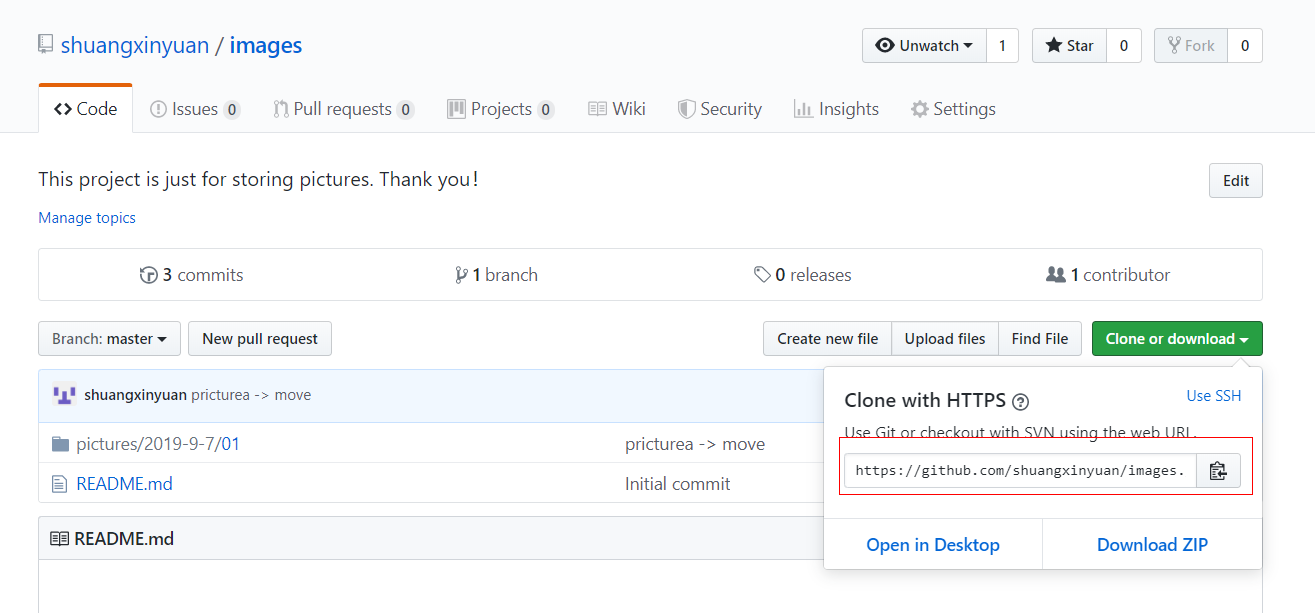 shuangxinyuan / images
Unwatch 1 Star 0 Fork 0
Code Issues 0 Pull requests 0 Projects 0 Wiki Security Insights Settings
This project is just for storing pictures. Thank you!
Edit
Manage topics
3 commits 1 branch 0 releases 1 contributor
Branch: master New pull request Create new file Upload files Find File Clone or download
shuangxinyuan pricturea -> move
Clone with HTTPS Use SSH
Use Git or checkout with SVN using the web URL.
pictures/2019-9-7/01 pricturea -> move
https://github.com/shuangxinyuan/images.
README.md Initial commit
README.md
Open in Desktop Download ZIP